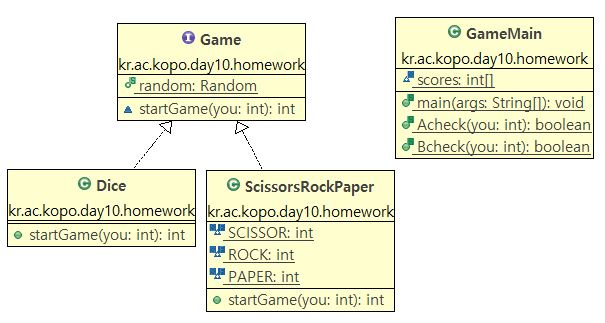 Game
kr.ac.kopo.day10.homework
random: Random
startGame(you: int): int
GameMain
kr.ac.kopo.day10.homework
scores: int[]
main(args: String[]): void
Acheck(you: int): boolean
Bcheck(you: int): boolean
Dice
kr.ac.kopo.day10.homework
startGame(you: int): int
ScissorsRockPaper
kr.ac.kopo.day10.homework
SCISSOR: int
ROCK: int
PAPER: int
startGame(you: int): int